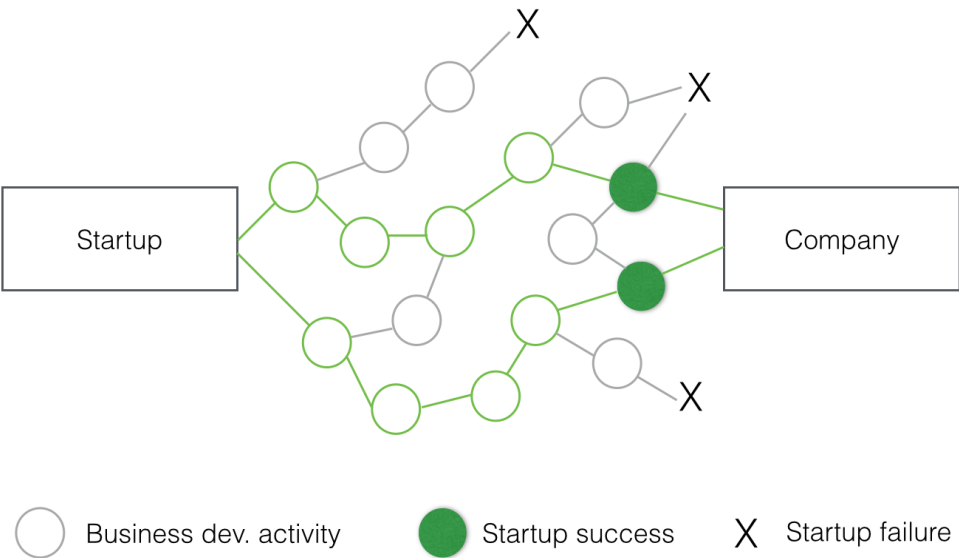 X
X
Startup
Company
X
Business dev. activity
Startup success
X
Startup failure